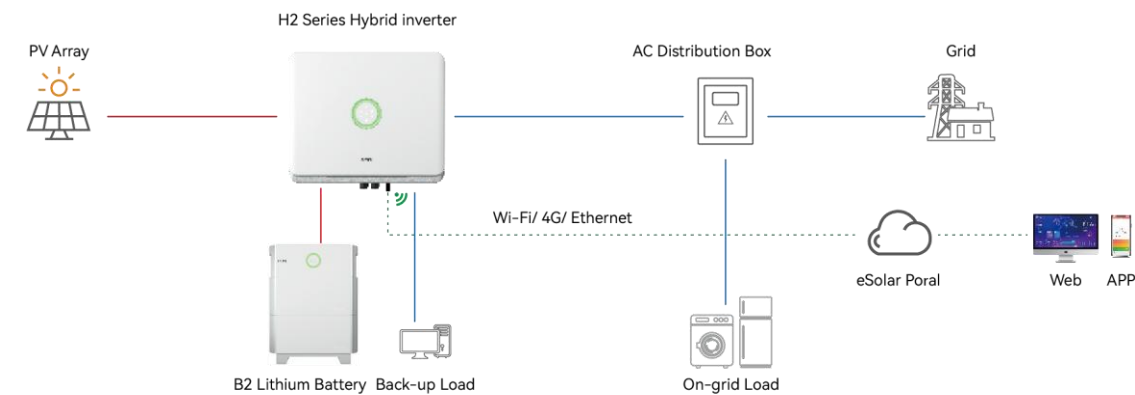 H2 Series Hybrid inverter
PV Array
AC Distribution Box
Grid
Wi-Fi/ 4G/ Ethernet
eSolar Poral
Web
APP
B2 Lithium Battery
Back-up Load
On-grid Load